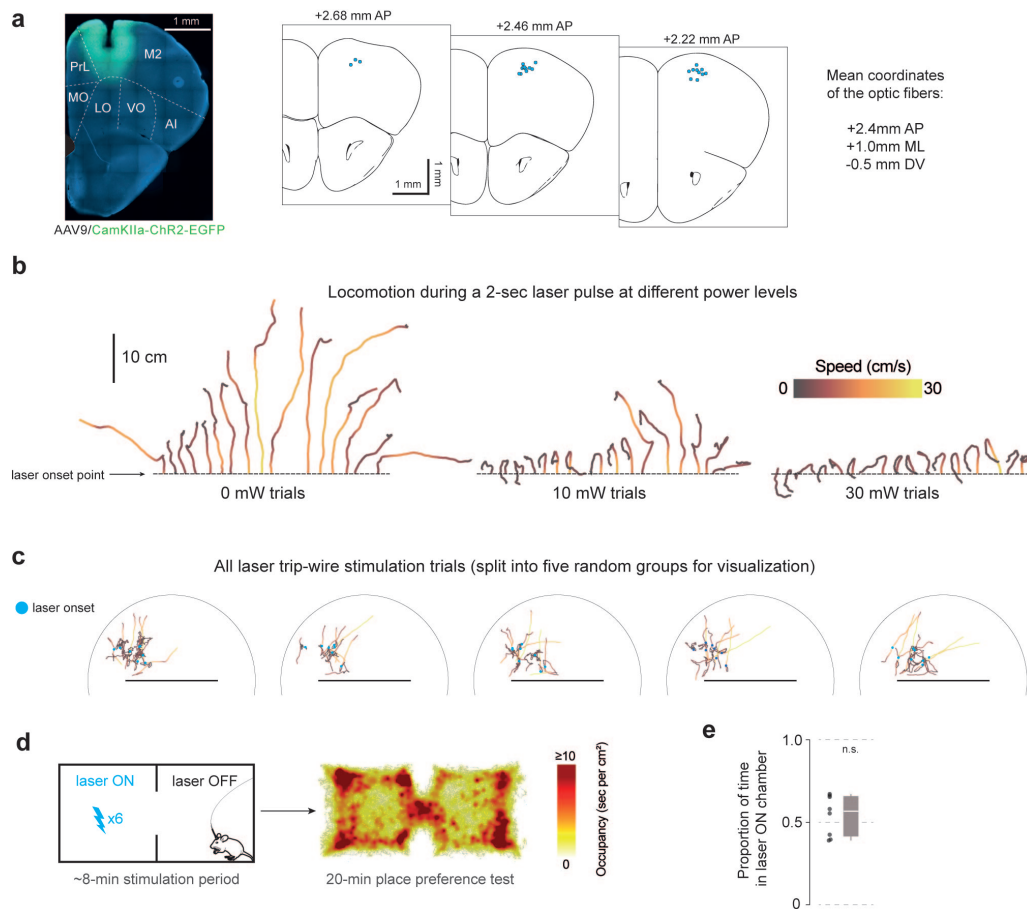 a
1 mm
M2
PrL
MO
LO
VO
AI
AAV9/CamKIIa-ChR2-EGFP
+2.68 mm AP
+2.46 mm AP
+2.22 mm AP
1 mm
1 mm
Mean coordinates
of the optic fibers:
+2.4mm AP
+1.0mm ML
-0.5 mm DV
b
Locomotion during a 2-sec laser pulse at different power levels
10 cm
Speed (cm/s)
0
30
laser onset point
0 mW trials
10 mW trials
30 mW trials
c
All laser trip-wire stimulation trials (split into five random groups for visualization)
laser onset
d
laser ON
laser OFF
x6
~8-min stimulation period
20-min place preference test
≥10
Occupancy (sec per cm²)
0
e
Proportion of time
in laser ON chamber
1.0
n.s.
0.5
0